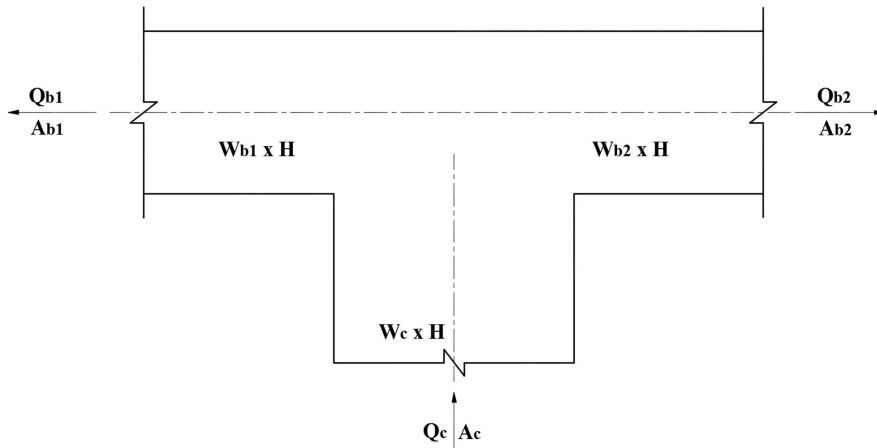 Qb1
Qb2
Ab1
Ab2
Wb1 x H
Wb2 x H
Wc x H
Qc
Ac